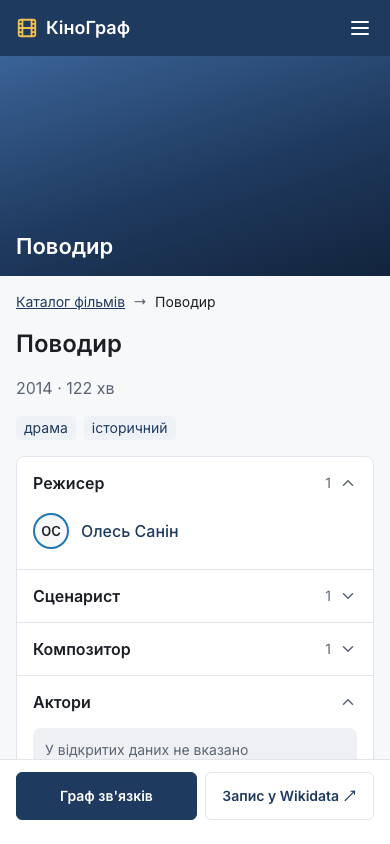 КіноГраф
Поводир
Каталог фільмів → Поводир
Поводир
2014 · 122 хв
драма історичний
Режисер 1
ОС Олесь Санін
Сценарист 1
Композитор 1
Актори
У відкритих даних не вказано
Граф зв'язків Запис у Wikidata ↗